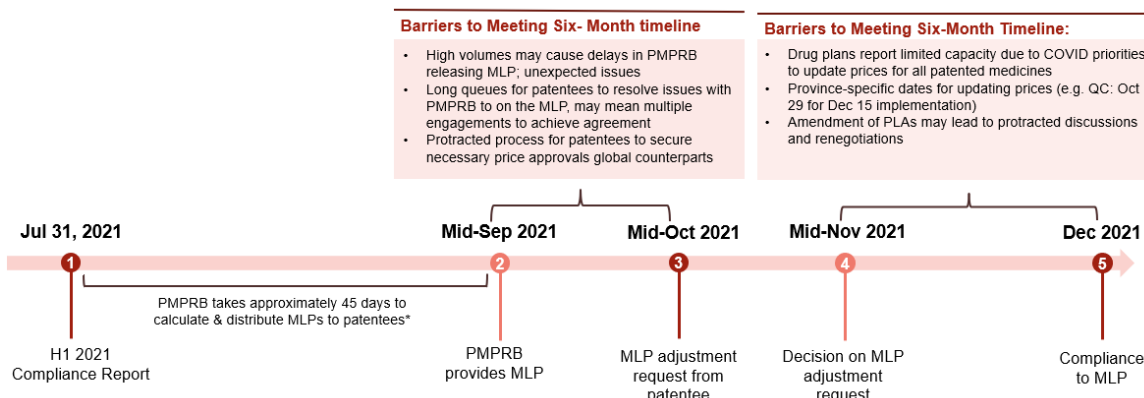 Barriers to Meeting Six- Month timeline
• High volumes may cause delays in PMPRB
releasing MLP; unexpected issues
• Long queues for patentees to resolve issues with
PMPRB to on the MLP, may mean multiple
engagements to achieve agreement
• Protracted process for patentees to secure
necessary price approvals global counterparts
Barriers to Meeting Six-Month Timeline:
• Drug plans report limited capacity due to COVID priorities
to update prices for all patented medicines
• Province-specific dates for updating prices (e.g. QC: Oct
29 for Dec 15 implementation)
• Amendment of PLAs may lead to protracted discussions
and renegotiations
Jul 31, 2021
Mid-Sep 2021
Mid-Oct 2021
Mid-Nov 2021
Dec 2021
1
2
3
4
5
PMPRB takes approximately 45 days to
calculate & distribute MLPs to patentees*
H1 2021
Compliance Report
PMPRB
provides MLP
MLP adjustment
request from
patentee
Decision on MLP
adjustment
request
Compliance
to MLP